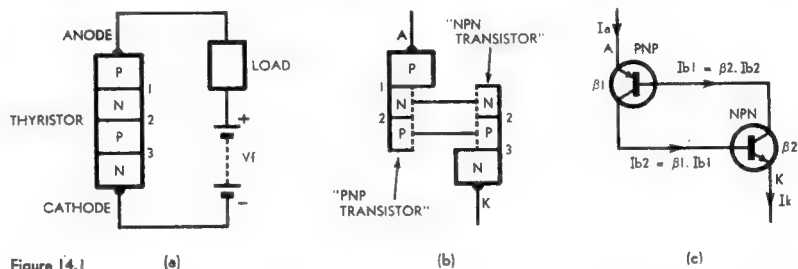 ANODE
P
N
P
N
1
2
3
THYRISTOR
CATHODE
LOAD
+
Vf
-
A
P
1
N
2
P
"PNP
TRANSISTOR"
"NPN
TRANSISTOR"
N
P
2
3
N
K
Ia
A
PNP
β1
Ib1 = β2.Ib2
NPN
β2
Ib2 = β1.Ib1
K
Ik
Figure 14.1
(a)
(b)
(c)